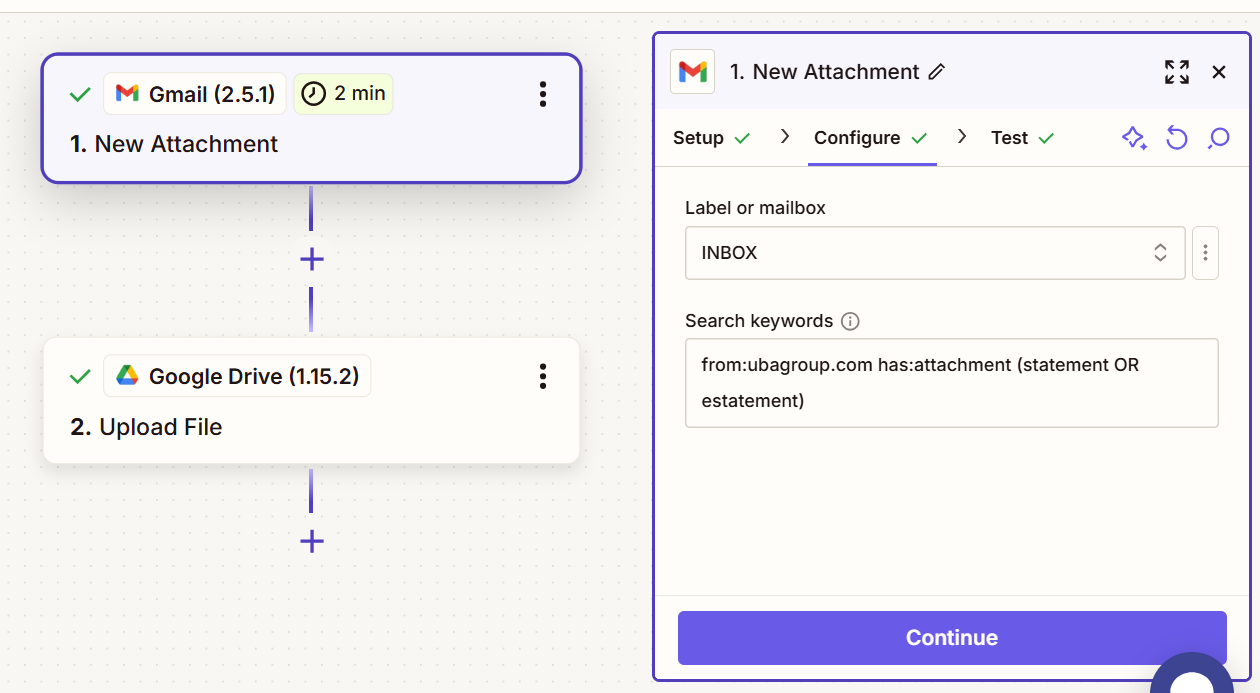 Gmail (2.5.1)
2 min
1. New Attachment
Google Drive (1.15.2)
2. Upload File
1. New Attachment
Setup
Configure
Test
Label or mailbox
INBOX
Search keywords
from:ubagroup.com has:attachment (statement OR
estatement)
Continue